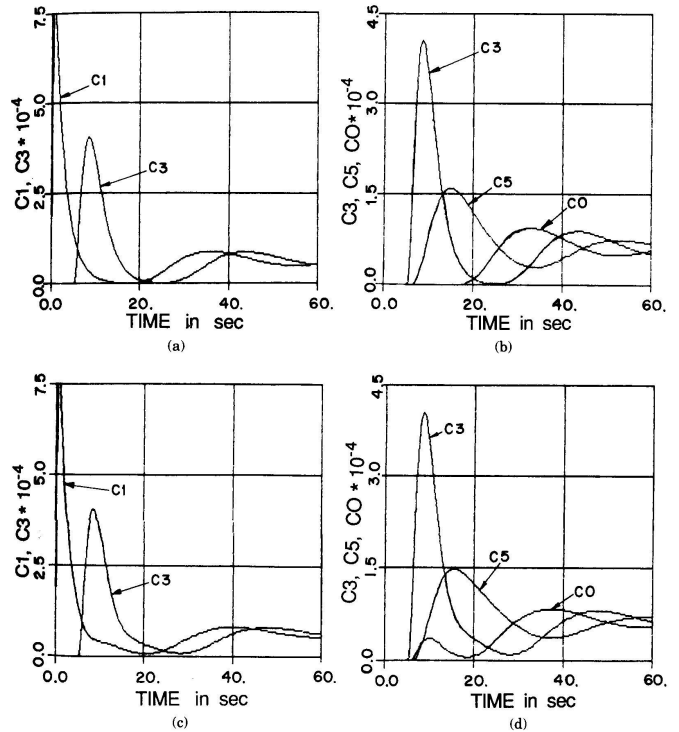 7.5
5.0
2.5
0.0
C1, C3 * 10⁻⁴
C1
C3
0.0 20. 40. 60.
TIME in sec
(a)
4.5
3.0
1.5
0.0
C3, C5, CO * 10⁻⁴
C3
C5
CO
0.0 20. 40. 60.
TIME in sec
(b)
7.5
5.0
2.5
0.0
C1, C3 * 10⁻⁴
C1
C3
0.0 20. 40. 60.
TIME in sec
(c)
4.5
3.0
1.5
0.0
C3, C5, CO * 10⁻⁴
C3
C5
CO
0.0 20. 40. 60.
TIME in sec
(d)